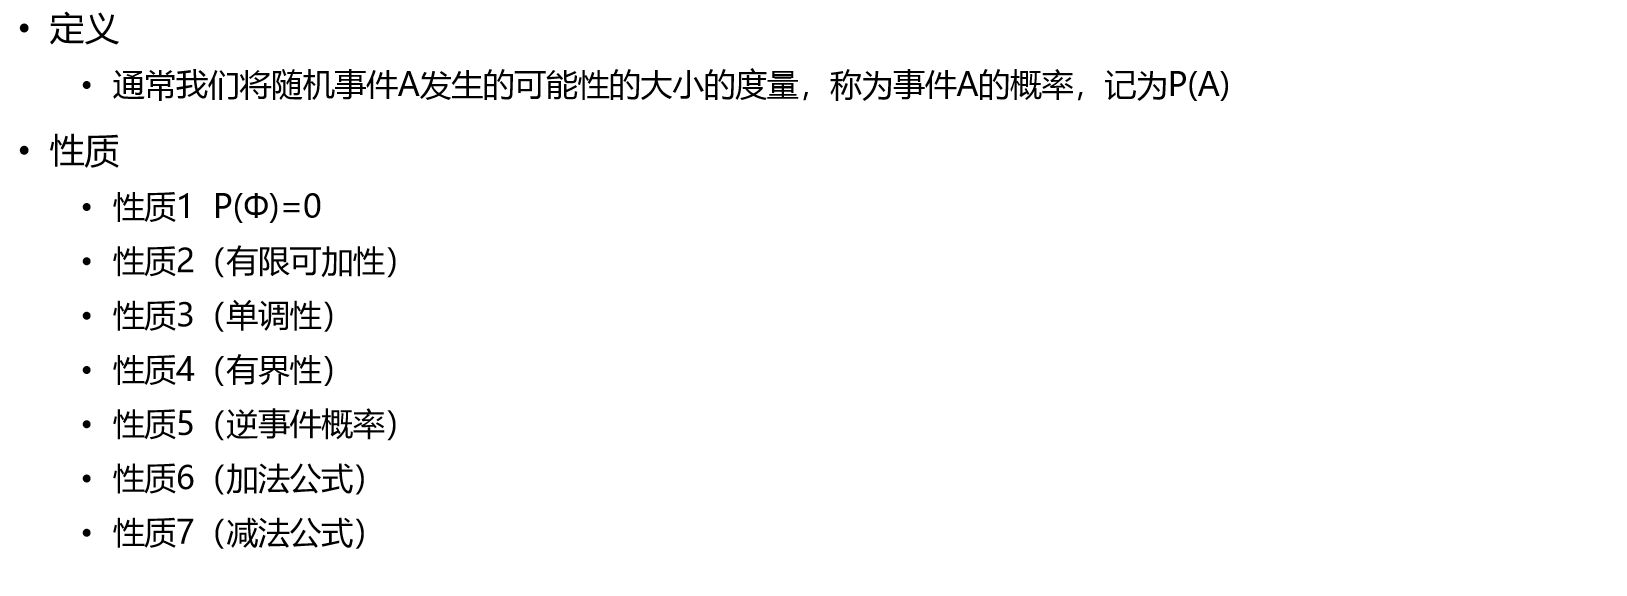 • 定义
• 通常我们将随机事件A发生的可能性的大小的度量，称为事件A的概率，记为P(A)
• 性质
• 性质1 P(Φ)=0
• 性质2（有限可加性）
• 性质3（单调性）
• 性质4（有界性）
• 性质5（逆事件概率）
• 性质6（加法公式）
• 性质7（减法公式）